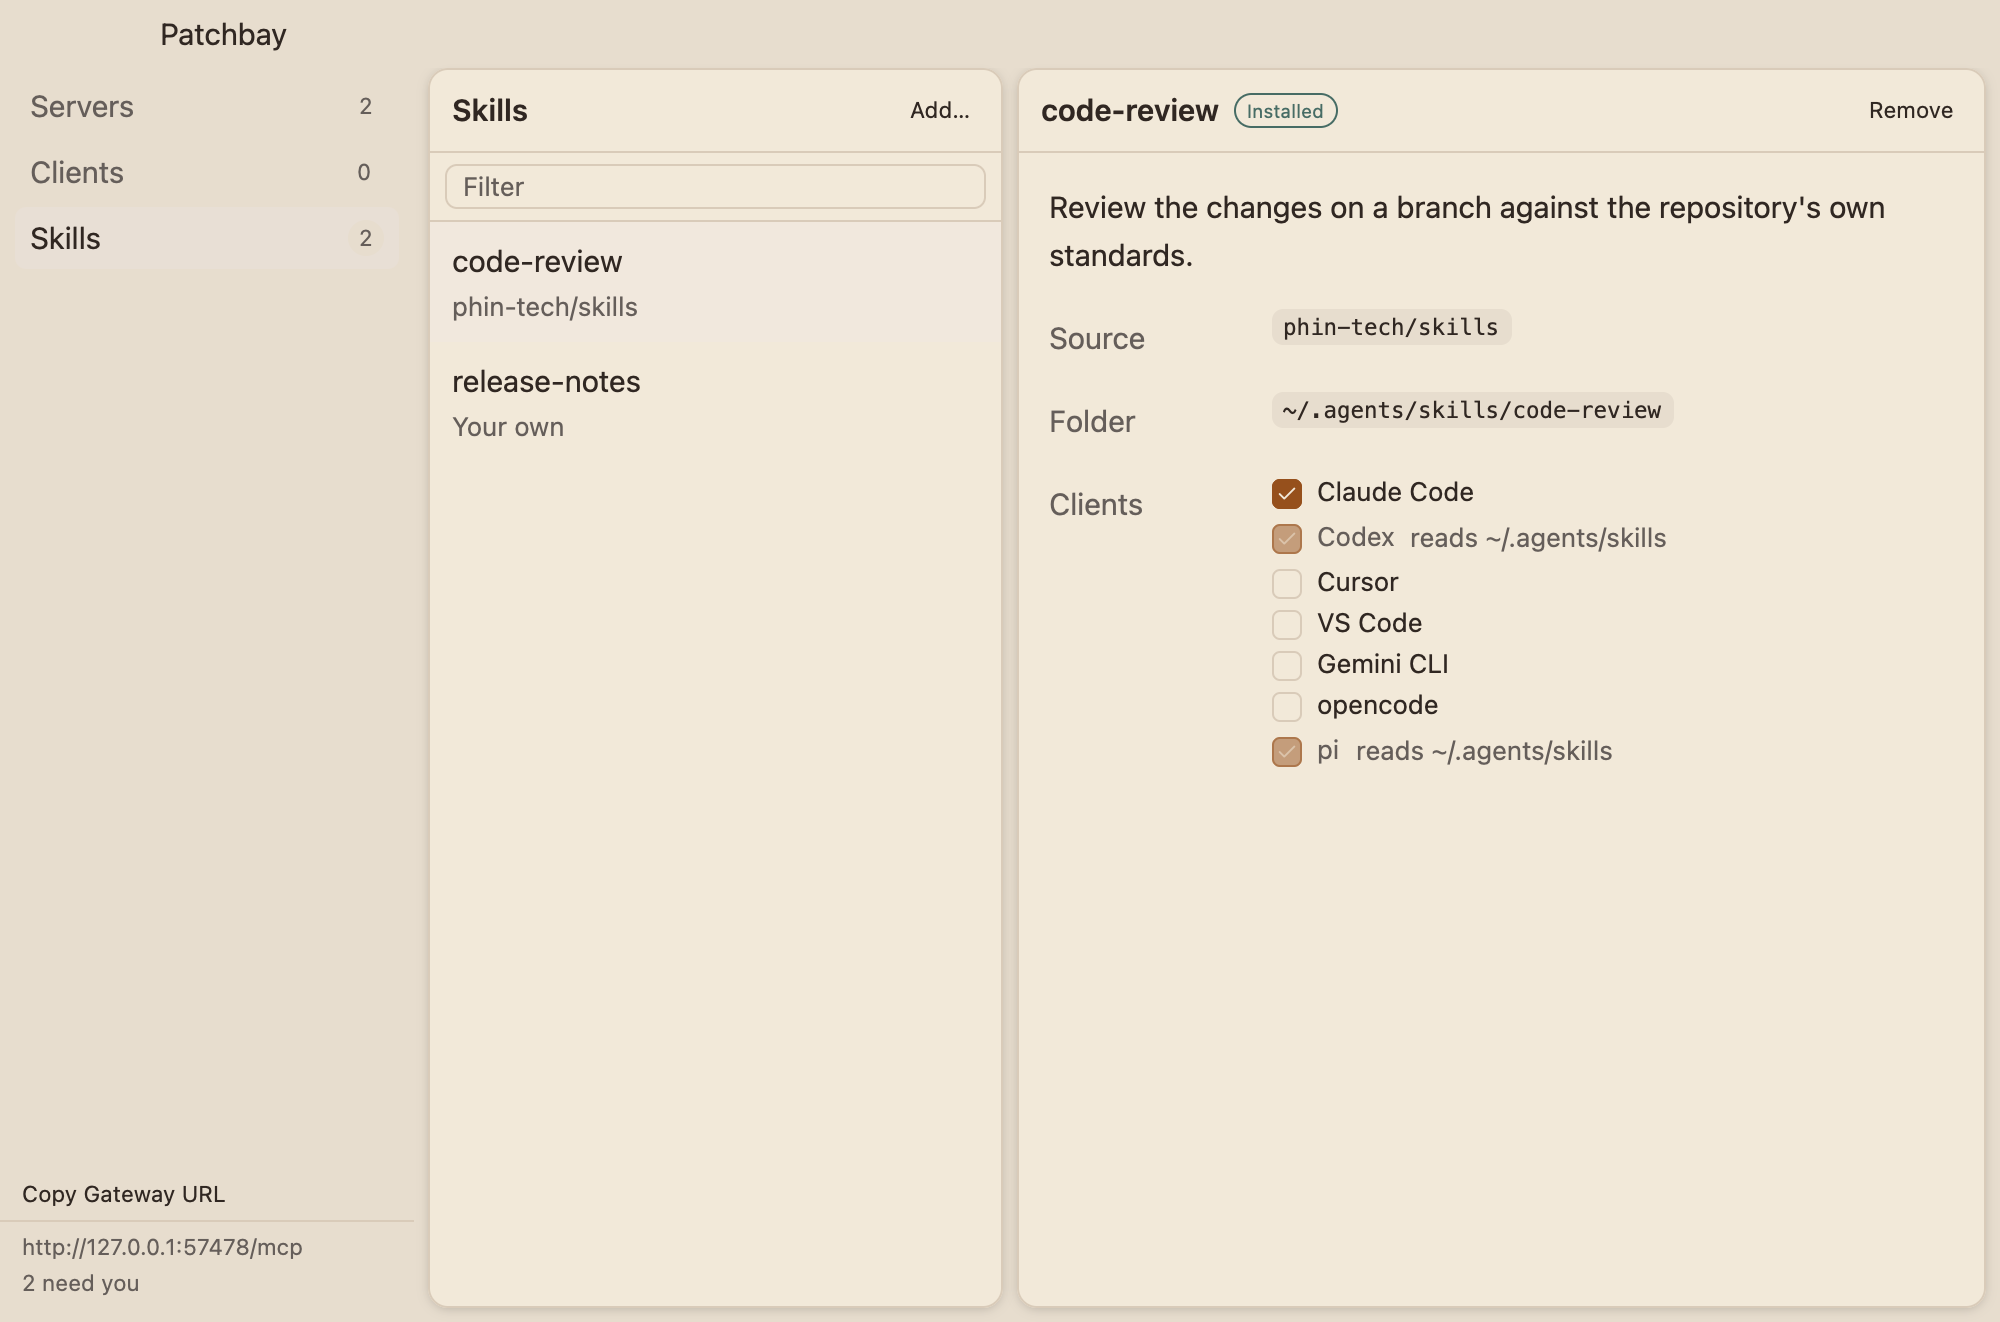 Patchbay
Servers 2
Clients 0
Skills 2
Copy Gateway URL
http://127.0.0.1:57478/mcp
2 need you
Skills Add...
Filter
code-review
phin-tech/skills
release-notes
Your own
code-review Installed Remove
Review the changes on a branch against the repository's own
standards.
Source phin-tech/skills
Folder ~/.agents/skills/code-review
Clients
Claude Code
Codex reads ~/.agents/skills
Cursor
VS Code
Gemini CLI
opencode
pi reads ~/.agents/skills